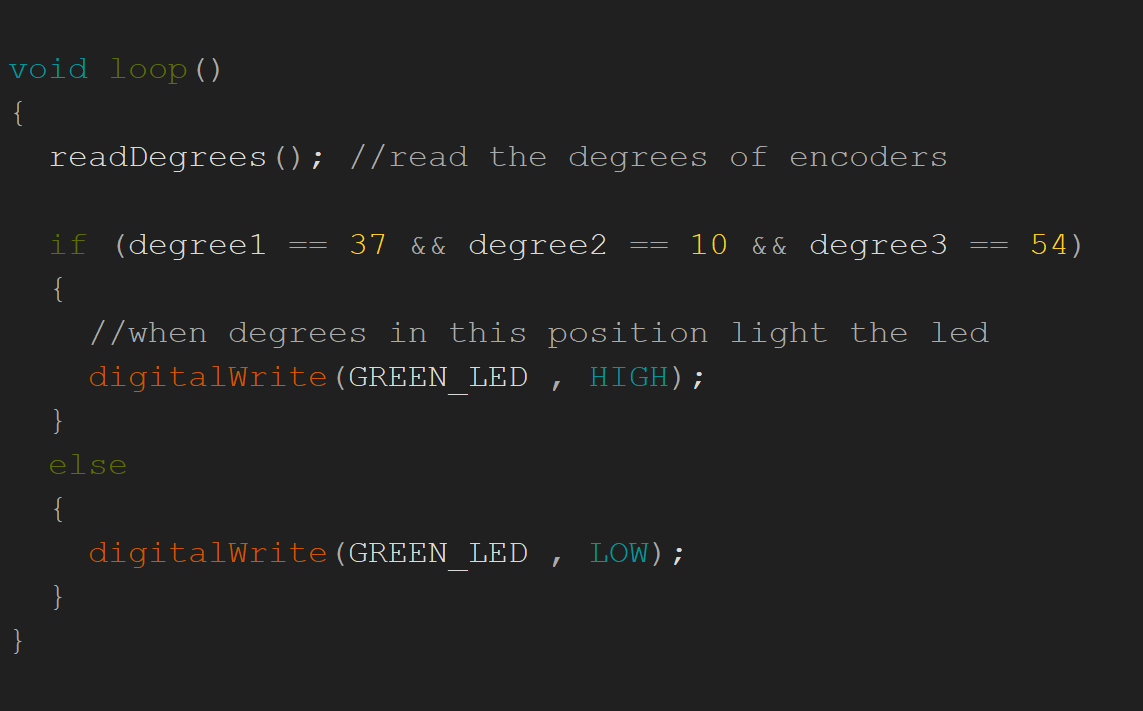 void loop()
{
  readDegrees(); //read the degrees of encoders
  if (degree1 == 37 && degree2 == 10 && degree3 == 54)
  {
    //when degrees in this position light the led
    digitalWrite(GREEN_LED , HIGH);
  }
  else
  {
    digitalWrite(GREEN_LED , LOW);
  }
}